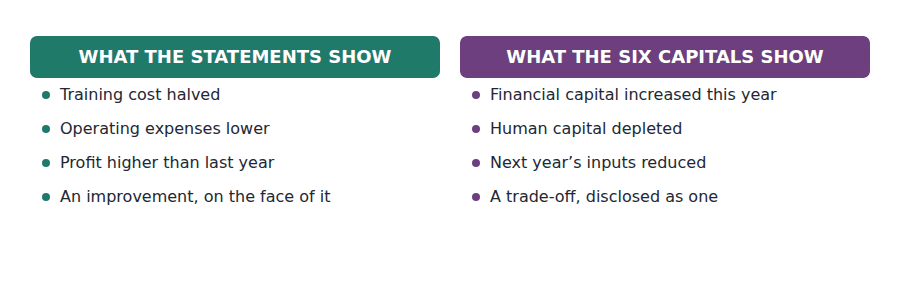 WHAT THE STATEMENTS SHOW
Training cost halved
Operating expenses lower
Profit higher than last year
An improvement, on the face of it
WHAT THE SIX CAPITALS SHOW
Financial capital increased this year
Human capital depleted
Next year’s inputs reduced
A trade-off, disclosed as one